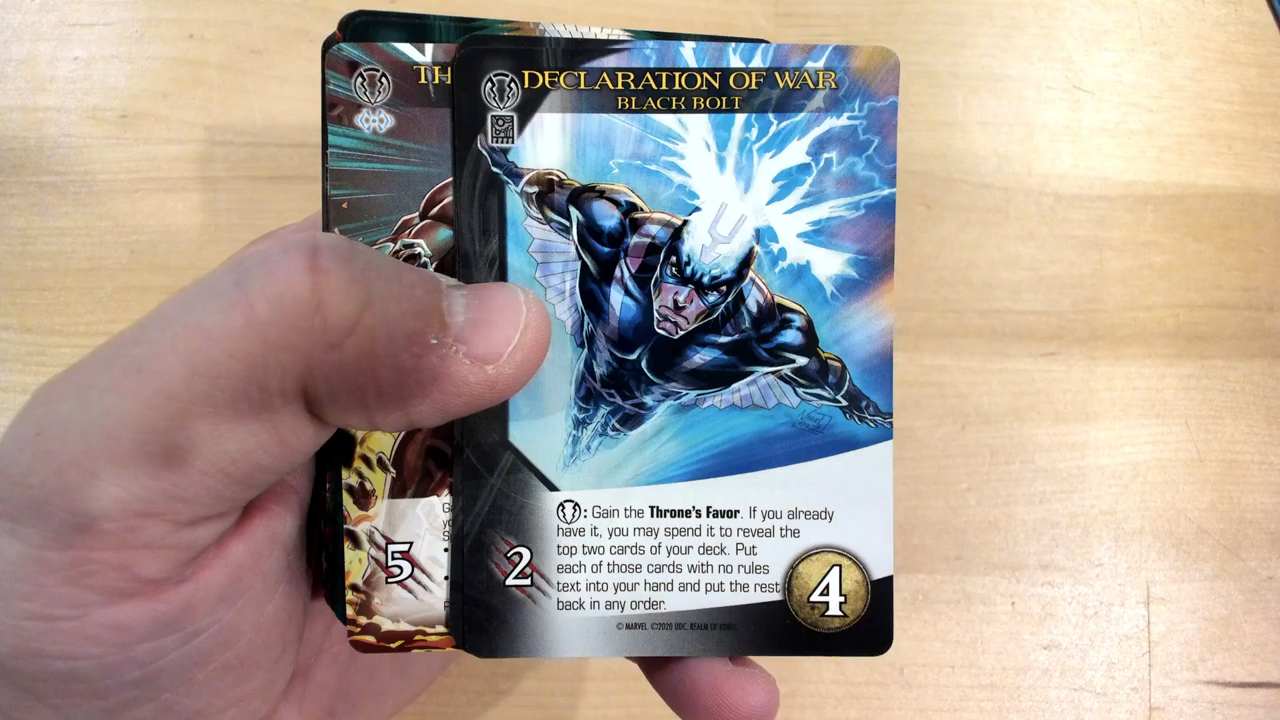 TH
DECLARATION OF WAR
BLACK BOLT
: Gain the Throne's Favor. If you already
have it, you may spend it to reveal the
top two cards of your deck. Put
each of those cards with no rules
text into your hand and put the rest
back in any order.
5
2
4
© MARVEL ©2020 UDC. REALM OF KINGS